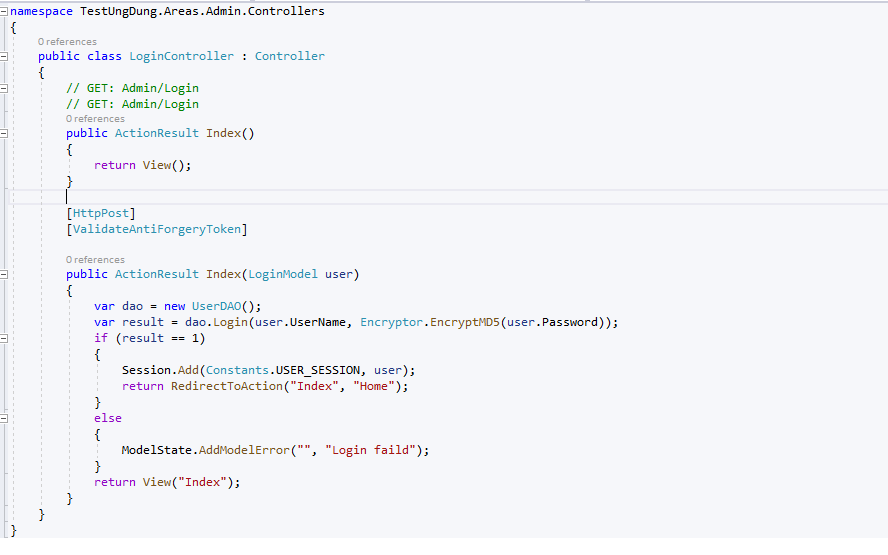 namespace TestUngDung.Areas.Admin.Controllers
{
0 references
public class LoginController : Controller
{
// GET: Admin/Login
// GET: Admin/Login
0 references
public ActionResult Index()
{
return View();
}
[HttpPost]
[ValidateAntiForgeryToken]
0 references
public ActionResult Index(LoginModel user)
{
var dao = new UserDAO();
var result = dao.Login(user.UserName, Encryptor.EncryptMD5(user.Password));
if (result == 1)
{
Session.Add(Constants.USER_SESSION, user);
return RedirectToAction("Index", "Home");
}
else
{
ModelState.AddModelError("", "Login faild");
}
return View("Index");
}
}
}